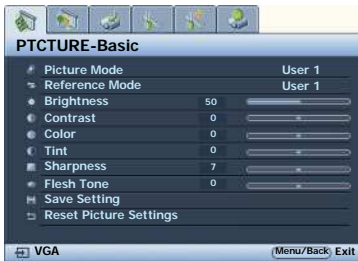 PTCTURE-Basic
Picture Mode User 1
Reference Mode User 1
Brightness 50
Contrast 0
Color 0
Tint 0
Sharpness 7
Flesh Tone 0
Save Setting
Reset Picture Settings
VGA Menu/Back Exit